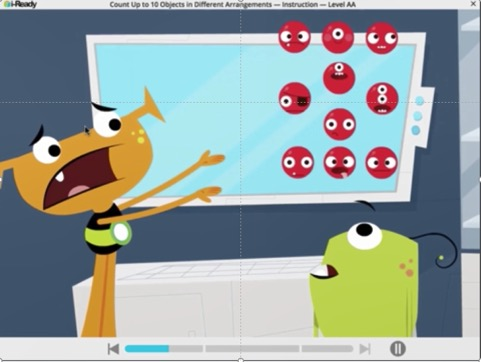 i-Ready
Count Up to 10 Objects in Different Arrangements — Instruction — Level AA